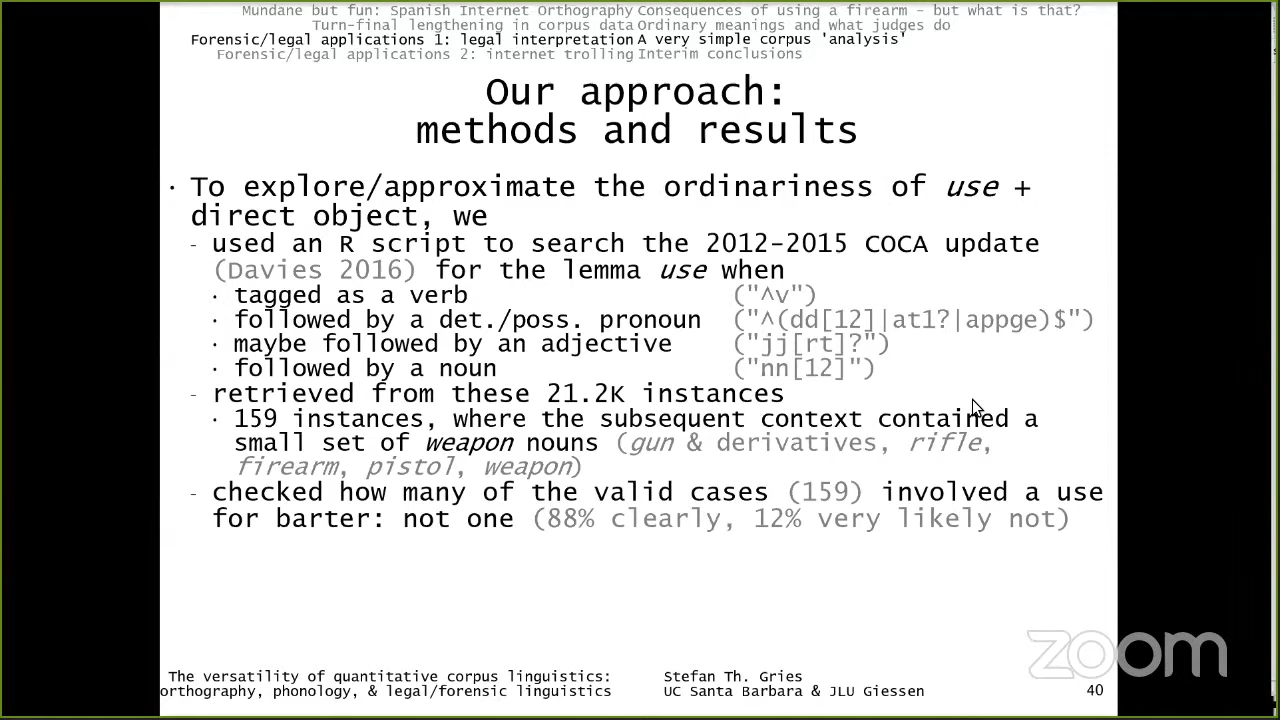 Mundane but fun: Spanish Internet Orthography Consequences of using a firearm - but what is that?
Turn-final lengthening in corpus data Ordinary meanings and what judges do
Forensic/legal applications 1: legal interpretation A very simple corpus 'analysis'
Forensic/legal applications 2: internet trolling Interim conclusions
Our approach:
methods and results
· To explore/approximate the ordinariness of use +
direct object, we
- used an R script to search the 2012-2015 COCA update
(Davies 2016) for the lemma use when
· tagged as a verb ("^v")
· followed by a det./poss. pronoun ("^(dd[12]|at1?|appge)$")
· maybe followed by an adjective ("jj[rt]?")
· followed by a noun ("nn[12]")
- retrieved from these 21.2K instances
· 159 instances, where the subsequent context contained a
small set of weapon nouns (gun & derivatives, rifle,
firearm, pistol, weapon)
- checked how many of the valid cases (159) involved a use
for barter: not one (88% clearly, 12% very likely not)
zoom
The versatility of quantitative corpus linguistics: Stefan Th. Gries
orthography, phonology, & legal/forensic linguistics UC Santa Barbara & JLU Giessen 40